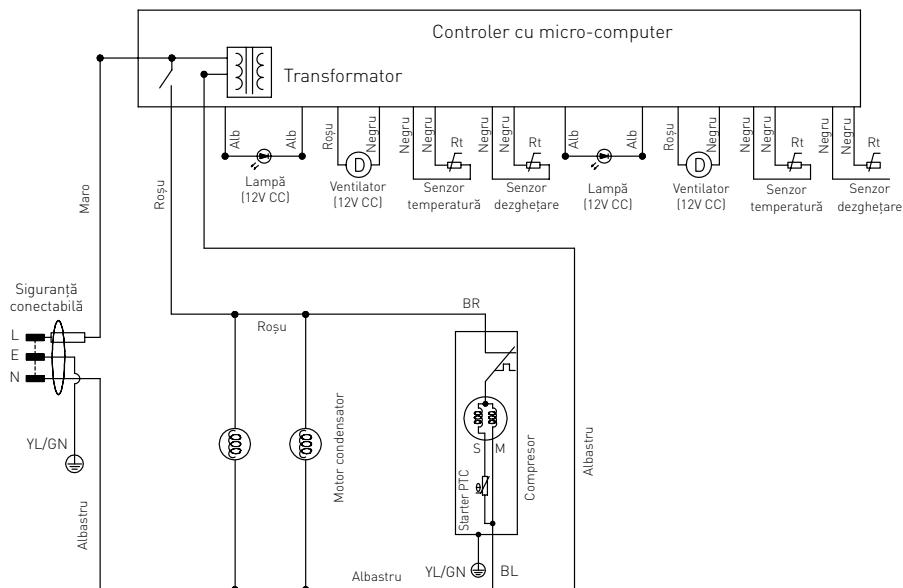 Controler cu micro-computer
Transformator
Alb
Alb
Roșu
Negru
Negru
Negru
Negru
Negru
Alb
Alb
Roșu
Negru
Negru
Negru
Negru
Negru
Rt
Rt
Rt
Rt
D
D
Lampă
(12V CC)
Ventilator
(12V CC)
Senzor
temperatură
Senzor
dezghețare
Lampă
(12V CC)
Ventilator
(12V CC)
Senzor
temperatură
Senzor
dezghețare
Maro
Roșu
Siguranță
conectabilă
L
E
N
YL/GN
Albastru
Roșu
BR
Motor condensator
S
M
θ
Starter PTC
Compresor
Albastru
Albastru
YL/GN
BL